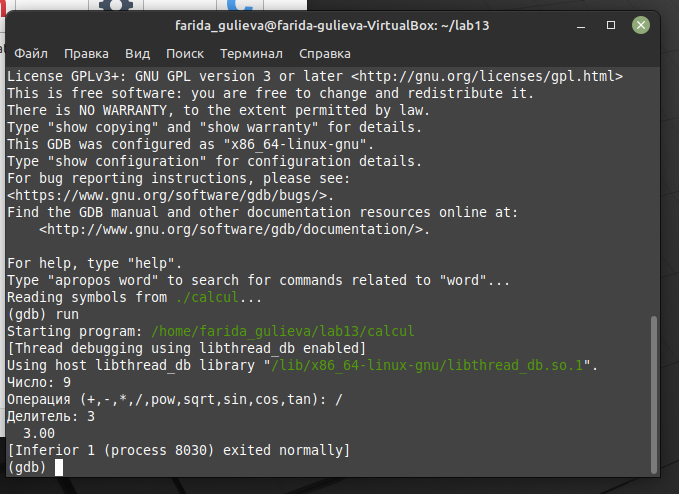 farida_gulieva@farida-gulieva-VirtualBox: ~/lab13
Файл Правка Вид Поиск Терминал Справка
License GPLv3+: GNU GPL version 3 or later <http://gnu.org/licenses/gpl.html>
This is free software: you are free to change and redistribute it.
There is NO WARRANTY, to the extent permitted by law.
Type "show copying" and "show warranty" for details.
This GDB was configured as "x86_64-linux-gnu".
Type "show configuration" for configuration details.
For bug reporting instructions, please see:
<https://www.gnu.org/software/gdb/bugs/>.
Find the GDB manual and other documentation resources online at:
    <http://www.gnu.org/software/gdb/documentation/>.

For help, type "help".
Type "apropos word" to search for commands related to "word"...
Reading symbols from ./calcul...
(gdb) run
Starting program: /home/farida_gulieva/lab13/calcul
[Thread debugging using libthread_db enabled]
Using host libthread_db library "/lib/x86_64-linux-gnu/libthread_db.so.1".
Число: 9
Операция (+,-,*,/,pow,sqrt,sin,cos,tan): /
Делитель: 3
  3.00
[Inferior 1 (process 8030) exited normally]
(gdb)